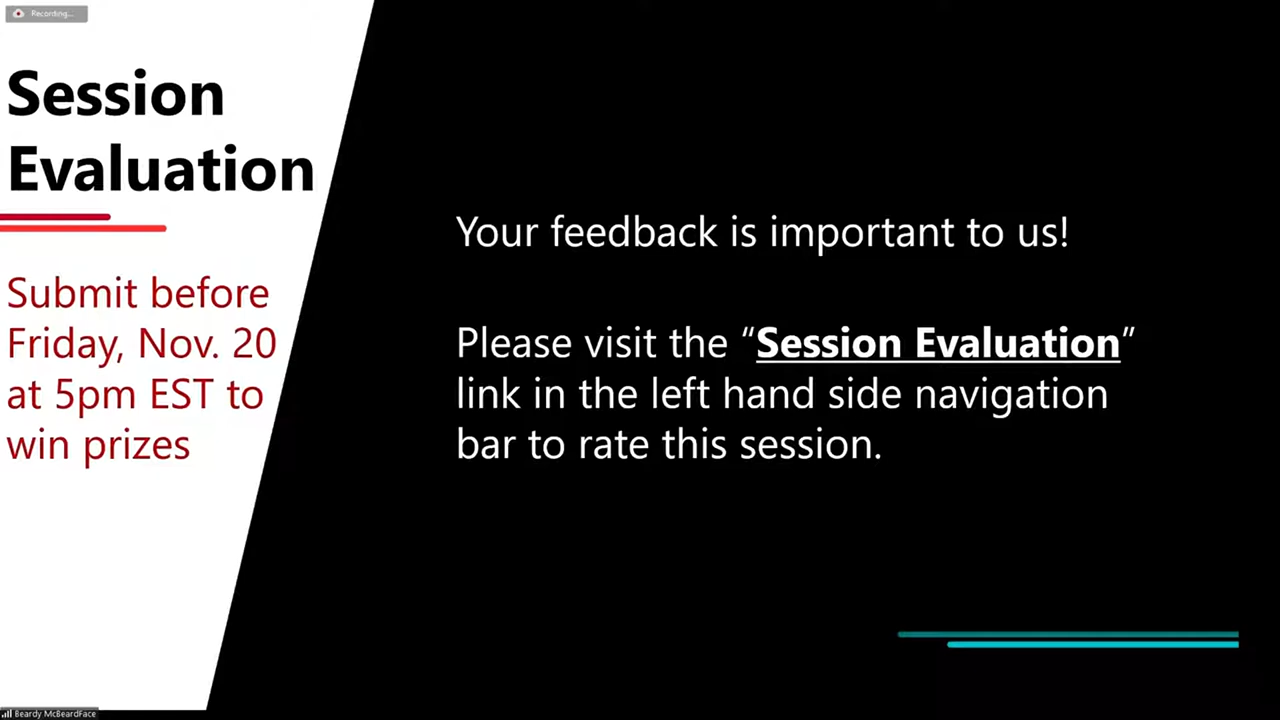 Recording...
Session
Evaluation
Submit before
Friday, Nov. 20
at 5pm EST to
win prizes
Your feedback is important to us!
Please visit the “Session Evaluation”
link in the left hand side navigation
bar to rate this session.
Beardy McBeardFace